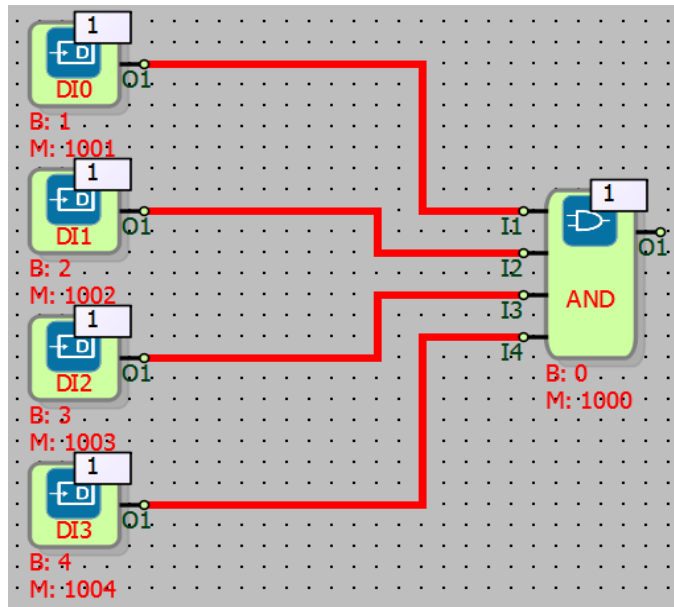 1
O1
DI0
B: 1
M: 1001
1
O1
DI1
B: 2
M: 1002
1
O1
DI2
B: 3
M: 1003
1
O1
DI3
B: 4
M: 1004
1
I1
I2
I3
I4
O1
AND
B: 0
M: 1000